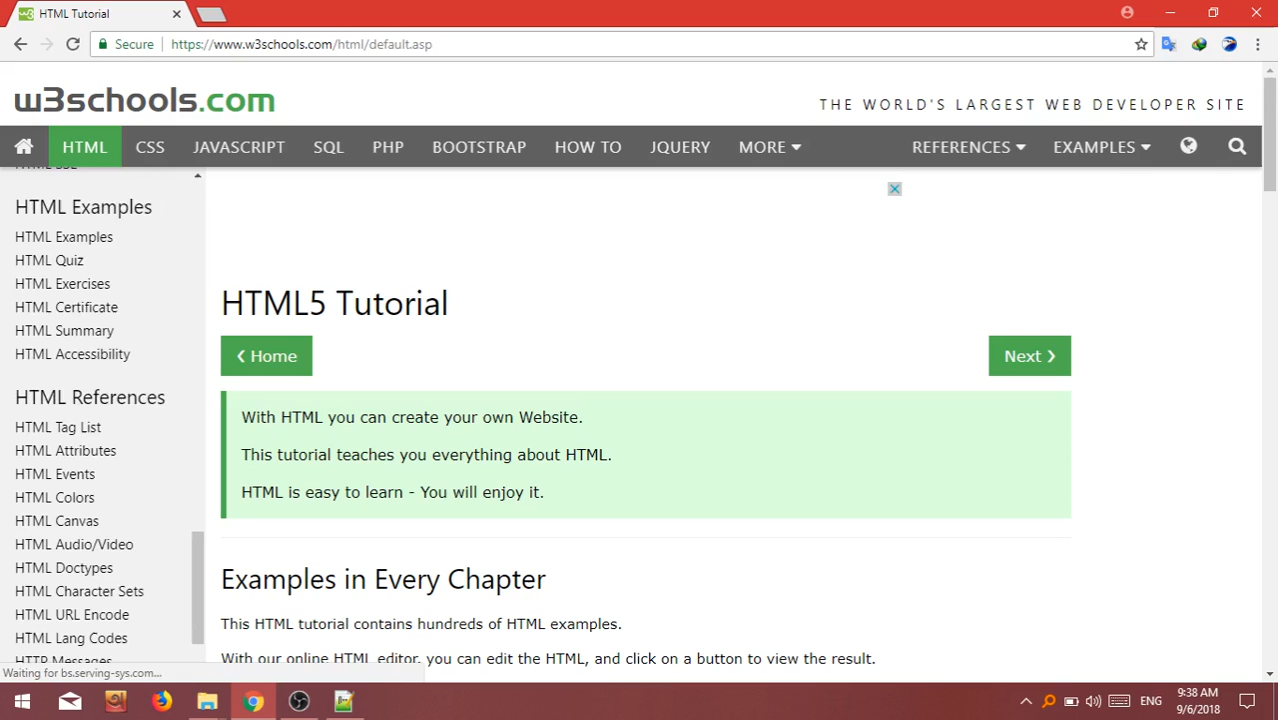 HTML Tutorial
Secure
https://www.w3schools.com/html/default.asp
w3schools.com
THE WORLD'S LARGEST WEB DEVELOPER SITE
HTML CSS JAVASCRIPT SQL PHP BOOTSTRAP HOW TO JQUERY MORE REFERENCES EXAMPLES
HTML Examples
HTML Examples
HTML Quiz
HTML Exercises
HTML Certificate
HTML Summary
HTML Accessibility
HTML References
HTML Tag List
HTML Attributes
HTML Events
HTML Colors
HTML Canvas
HTML Audio/Video
HTML Doctypes
HTML Character Sets
HTML URL Encode
HTML Lang Codes
HTTP Messages
HTML5 Tutorial
❮ Home
Next ❯
With HTML you can create your own Website.
This tutorial teaches you everything about HTML.
HTML is easy to learn - You will enjoy it.
Examples in Every Chapter
This HTML tutorial contains hundreds of HTML examples.
With our online HTML editor, you can edit the HTML, and click on a button to view the result.
Waiting for bs.serving-sys.com...
ENG
9:38 AM
9/6/2018